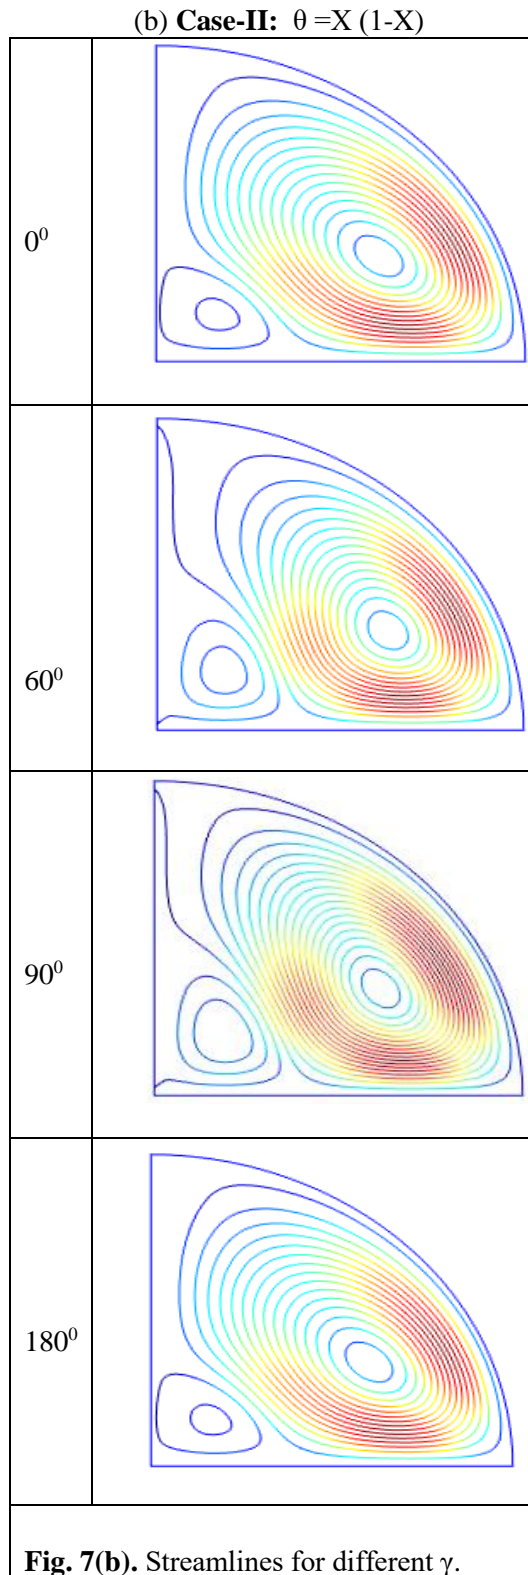 (b) Case-II: θ =X (1-X)
0⁰
60⁰
90⁰
180⁰
Fig. 7(b). Streamlines for different γ.